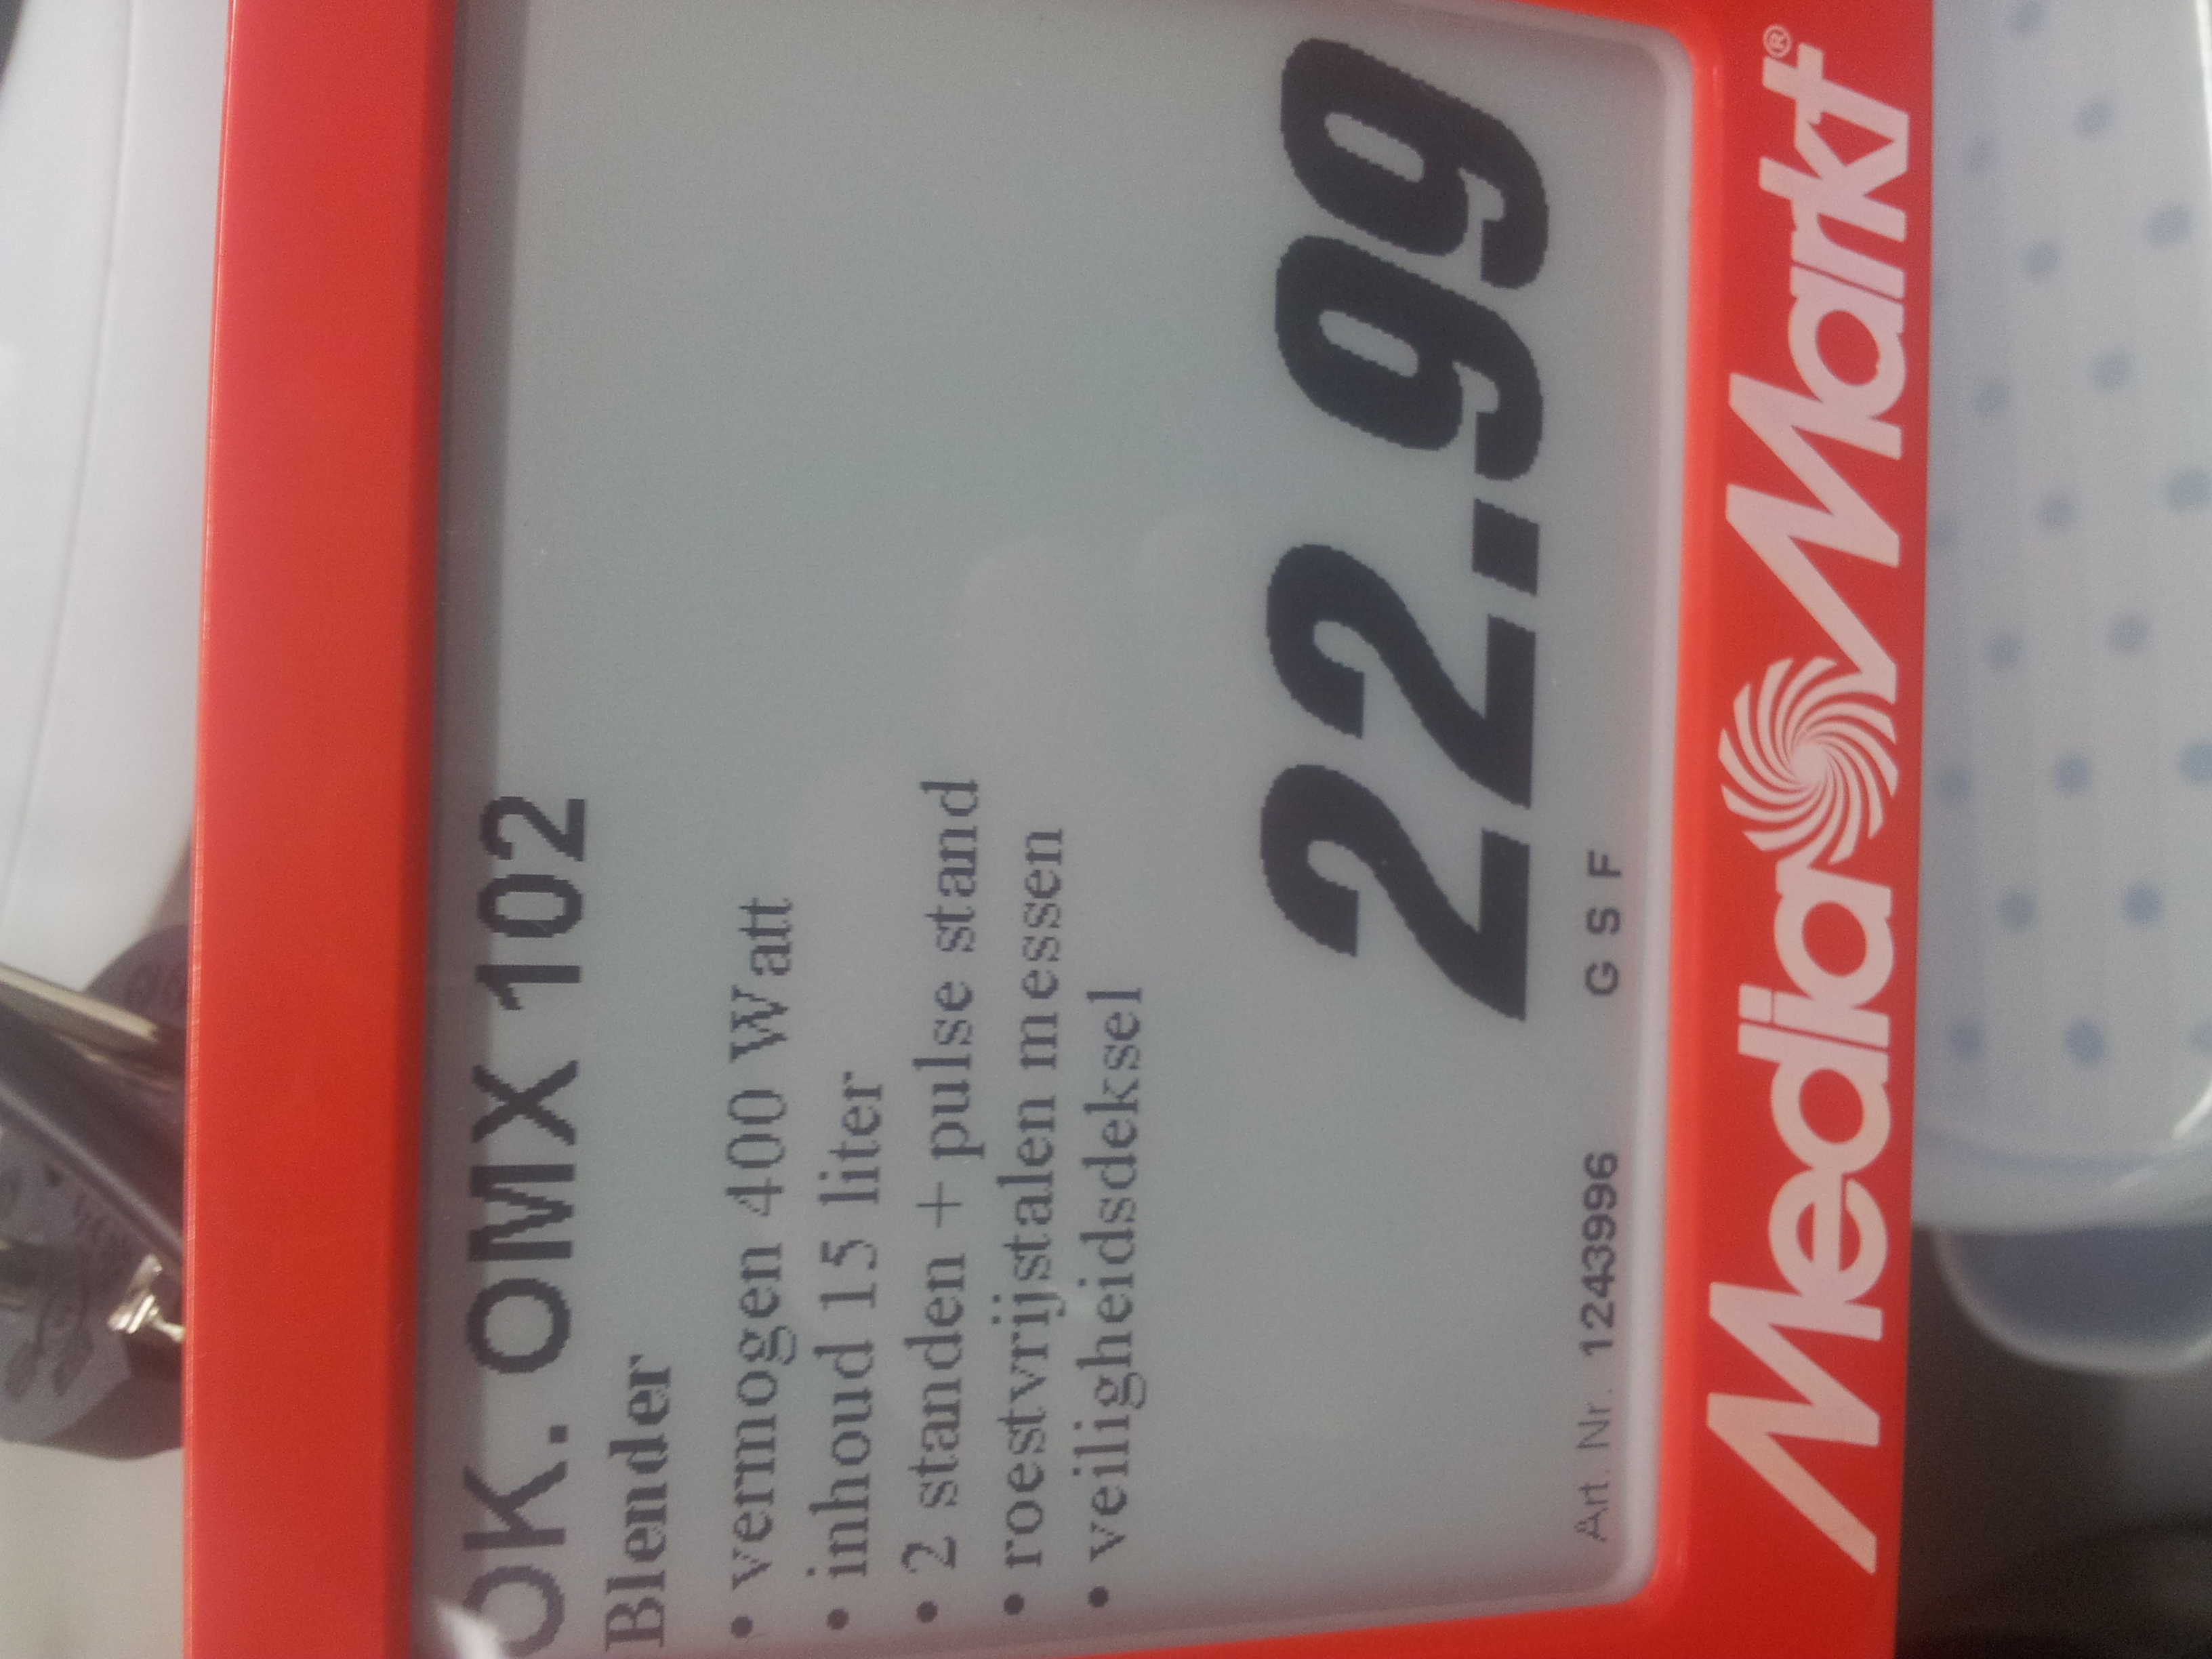 OK. OMX 102
Blender
• vermogen 400 Watt
• inhoud 15 liter
• 2 standen + pulse stand
• roestvrijstalen messen
• veiligheidsdeksel
22.99
Art. Nr. 1243996 G S F
MediaMarkt®